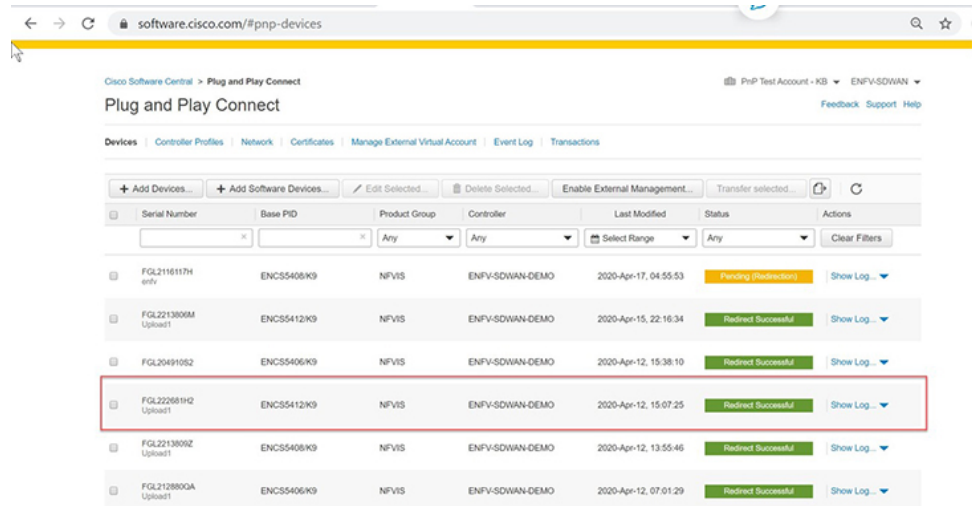 software.cisco.com/#pnp-devices
Cisco Software Central > Plug and Play Connect
PnP Test Account - KB ENFV-SDWAN
Plug and Play Connect
Feedback Support Help
Devices Controller Profiles Network Certificates Manage External Virtual Account Event Log Transactions
+ Add Devices... + Add Software Devices... Edit Selected... Delete Selected... Enable External Management... Transfer selected...
Serial Number Base PID Product Group Controller Last Modified Status Actions
Any Any Select Range Any Clear Filters
FGL2116117H ENCS5408/K9 NFVIS ENFV-SDWAN-DEMO 2020-Apr-17, 04:55:53 Pending (Redirection) Show Log...
enfv
FGL2213806M ENCS5412/K9 NFVIS ENFV-SDWAN-DEMO 2020-Apr-15, 22:16:34 Redirect Successful Show Log...
Upload1
FGL20491052 ENCS5406/K9 NFVIS ENFV-SDWAN-DEMO 2020-Apr-12, 15:38:10 Redirect Successful Show Log...
FGL222681H2 ENCS5412/K9 NFVIS ENFV-SDWAN-DEMO 2020-Apr-12, 15:07:25 Redirect Successful Show Log...
Upload1
FGL2213809Z ENCS5408/K9 NFVIS ENFV-SDWAN-DEMO 2020-Apr-12, 13:55:46 Redirect Successful Show Log...
Upload1
FGL212880QA ENCS5406/K9 NFVIS ENFV-SDWAN-DEMO 2020-Apr-12, 07:01:29 Redirect Successful Show Log...
Upload1